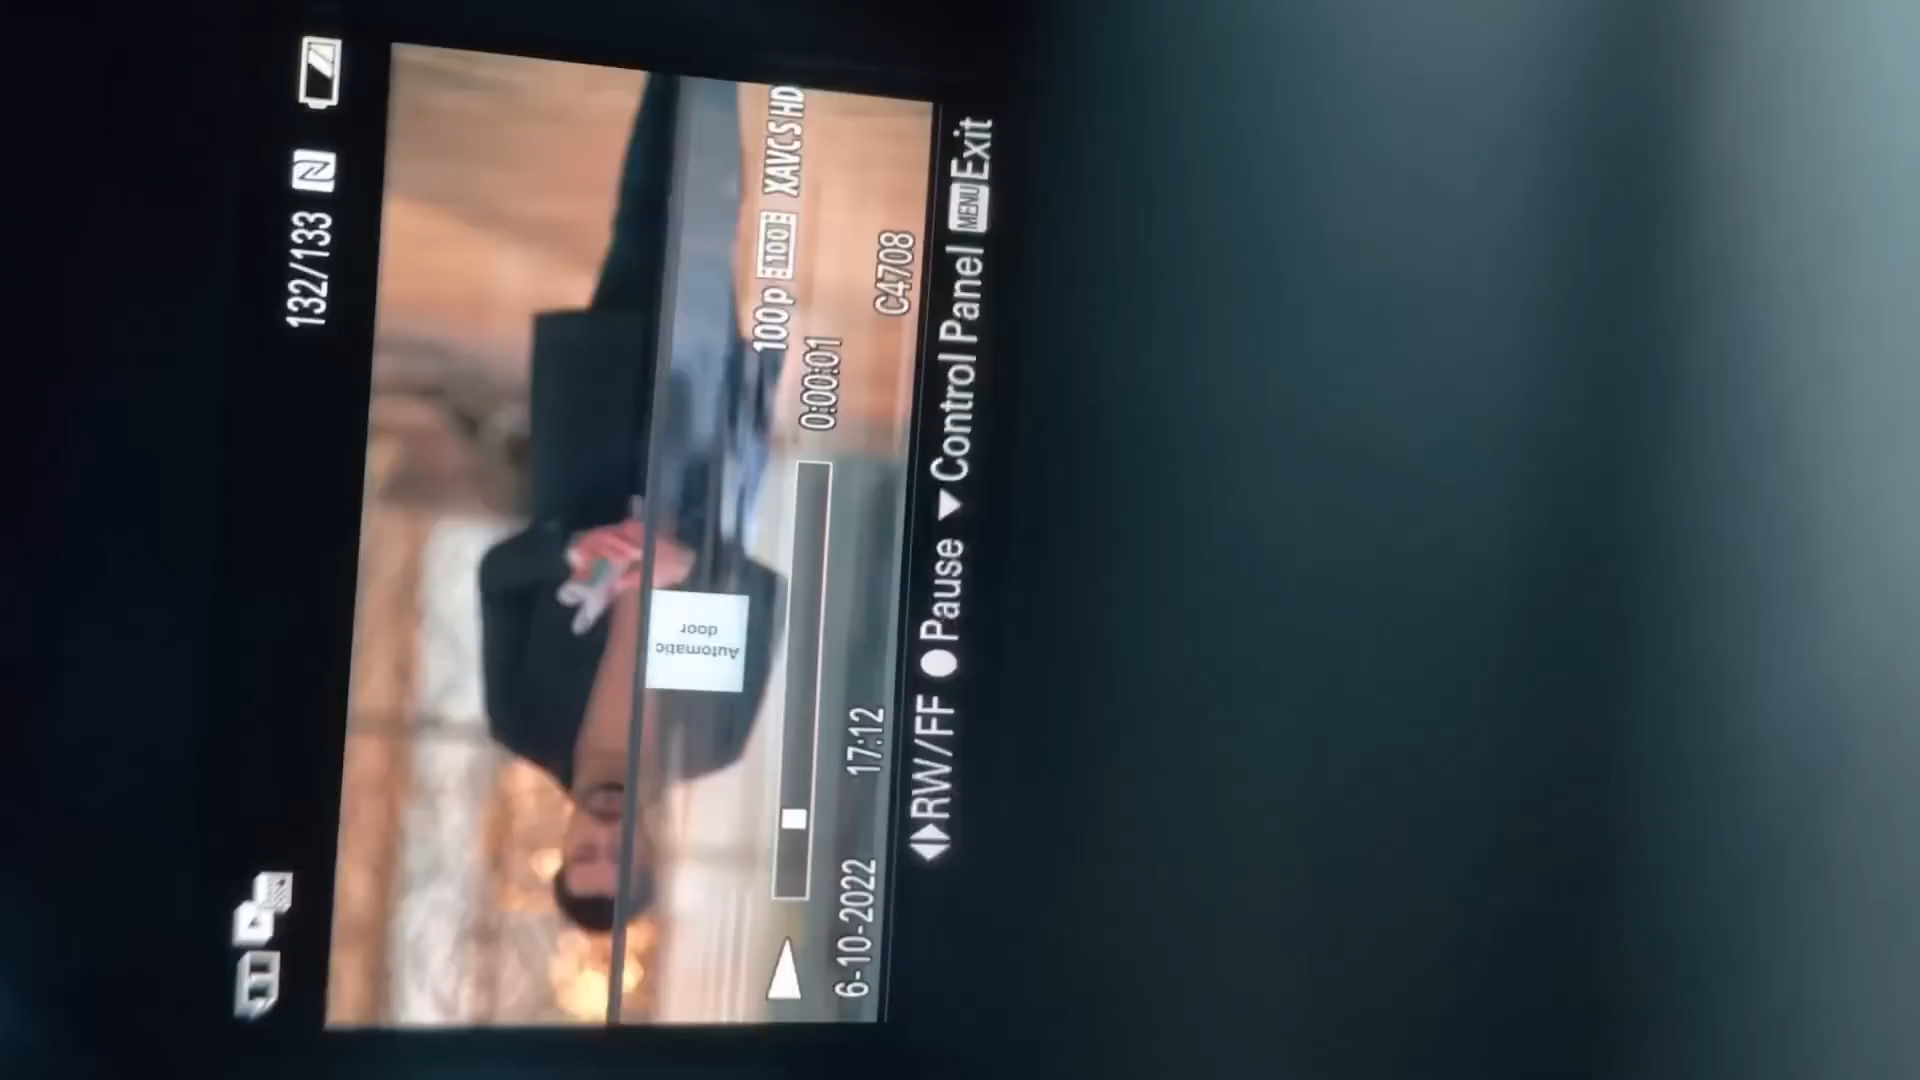 132/133
Automatic
door
100p 100 XAVC S HD
0:00:01
6-10-2022 17:12 C4708
RW/FF Pause Control Panel MENU Exit